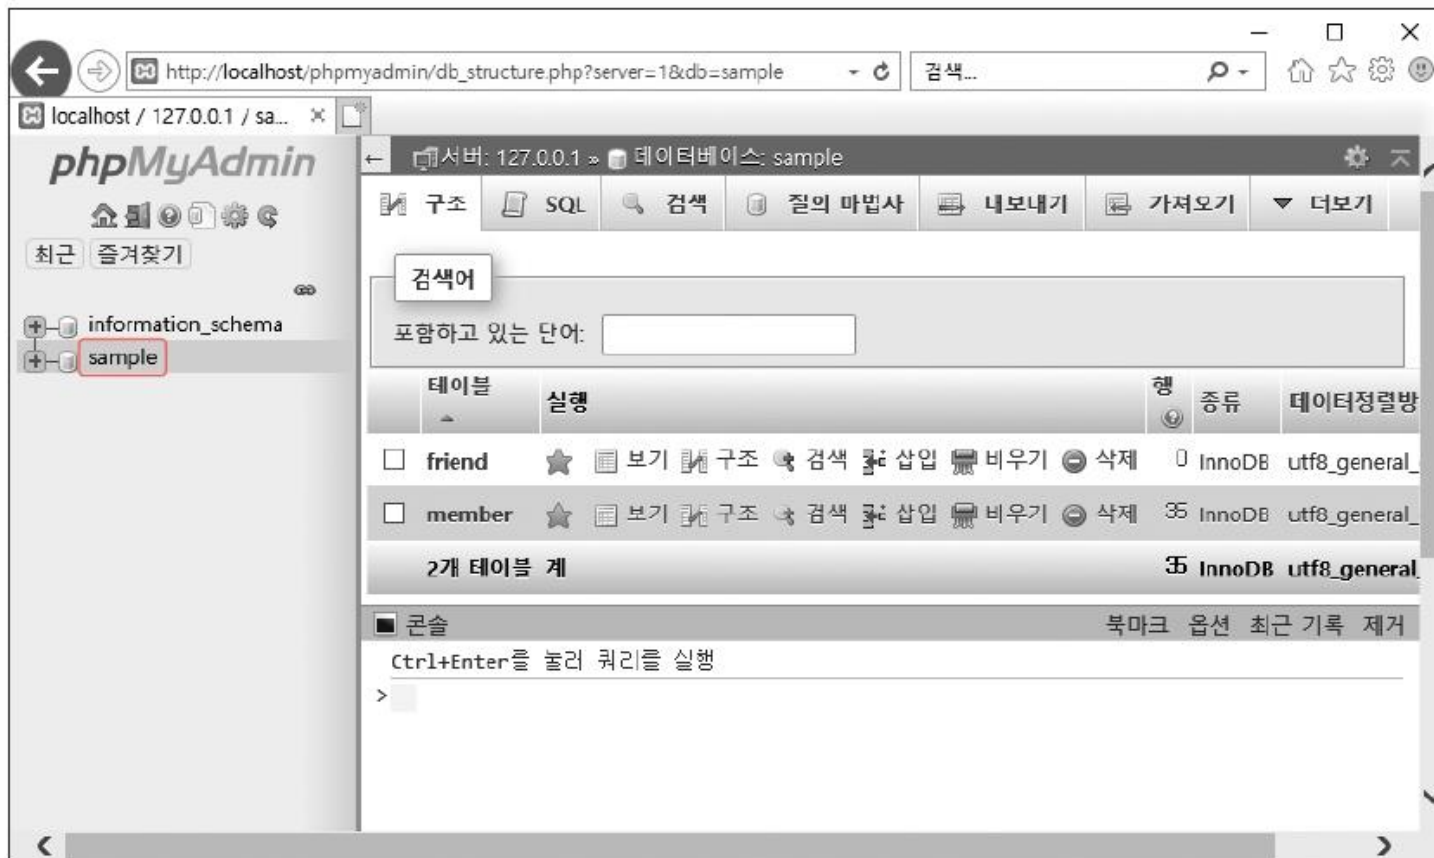 http://localhost/phpmyadmin/db_structure.php?server=1&db=sample 검색...
localhost / 127.0.0.1 / sa...
phpMyAdmin
최근 즐겨찾기
information_schema
sample
서버: 127.0.0.1 » 데이터베이스: sample
구조 SQL 검색 질의 마법사 내보내기 가져오기 더보기
검색어
포함하고 있는 단어:
테이블 실행 행 종류 데이터정렬방
friend 보기 구조 검색 삽입 비우기 삭제 0 InnoDB utf8_general_
member 보기 구조 검색 삽입 비우기 삭제 35 InnoDB utf8_general_
2개 테이블 계 35 InnoDB utf8_general_
콘솔 북마크 옵션 최근 기록 제거
Ctrl+Enter를 눌러 쿼리를 실행
>